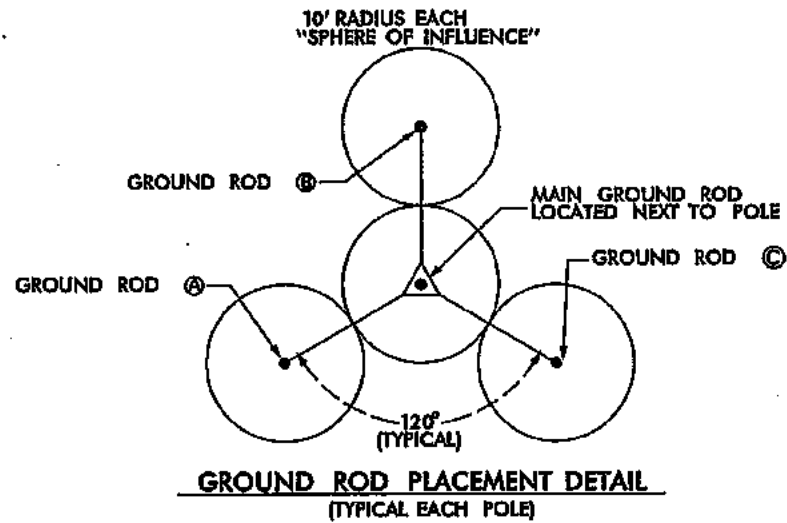 10' RADIUS EACH
"SPHERE OF INFLUENCE"
GROUND ROD Ⓑ
MAIN GROUND ROD
LOCATED NEXT TO POLE
GROUND ROD Ⓒ
GROUND ROD Ⓐ
120°
(TYPICAL)
GROUND ROD PLACEMENT DETAIL
(TYPICAL EACH POLE)